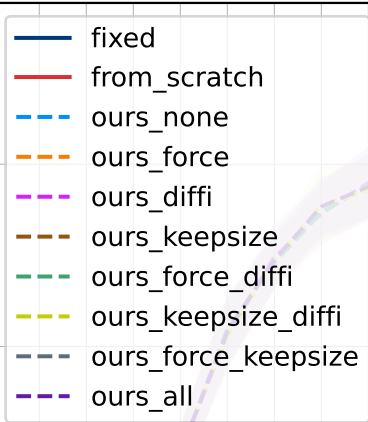 fixed
from_scratch
ours_none
ours_force
ours_diffi
ours_keepsize
ours_force_diffi
ours_keepsize_diffi
ours_force_keepsize
ours_all